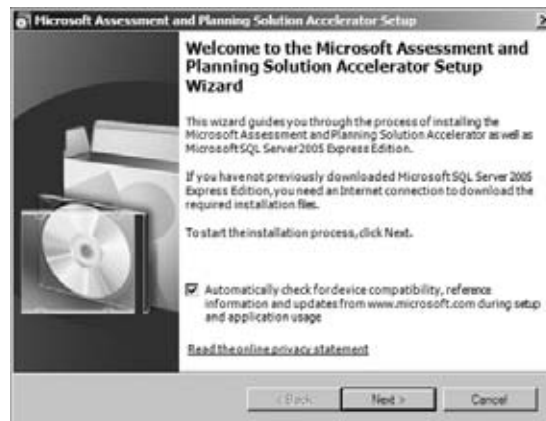 Microsoft Assessment and Planning Solution Accelerator Setup
Welcome to the Microsoft Assessment and
Planning Solution Accelerator Setup
Wizard
This wizard guides you through the process of installing the
Microsoft Assessment and Planning Solution Accelerator as well as
Microsoft SQL Server 2005 Express Edition.
If you have not previously downloaded Microsoft SQL Server 2005
Express Edition, you need an Internet connection to download the
required installation files.
To start the installation process, click Next.
Automatically check for device compatibility, reference
information and updates from www.microsoft.com during setup
and application usage
Read the online privacy statement
< Back Next > Cancel